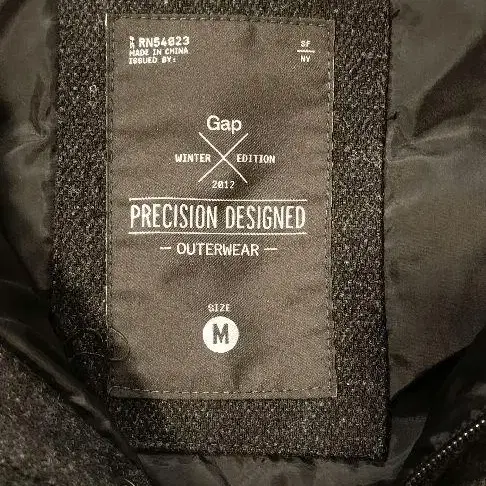 RN54023
MADE IN CHINA
ISSUED BY:
SF
NY
Gap
WINTER EDITION
2012
PRECISION DESIGNED
— OUTERWEAR —
SIZE
M